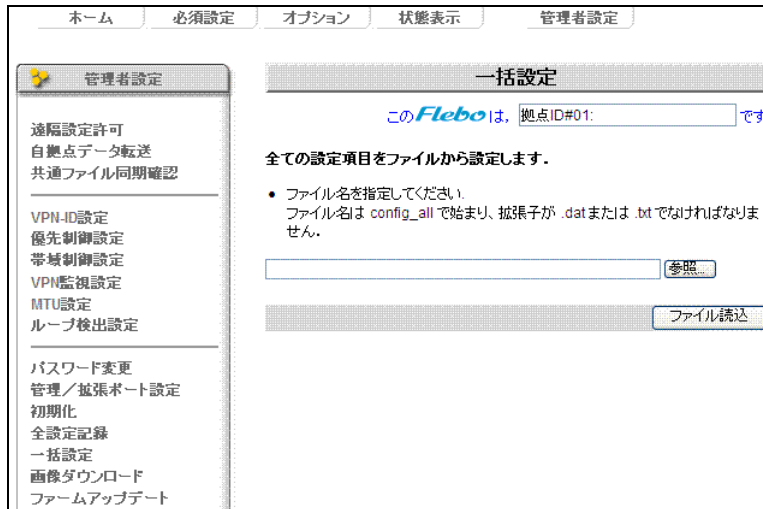 ホーム 必須設定 オプション 状態表示 管理者設定
管理者設定
遠隔設定許可
自拠点データ転送
共通ファイル同期確認
VPN-ID設定
優先制御設定
帯域制御設定
VPN監視設定
MTU設定
ループ検出設定
パスワード変更
管理／拡張ポート設定
初期化
全設定記録
一括設定
画像ダウンロード
ファームアップデート
一括設定
このFleboは, 拠点ID#01: です
全ての設定項目をファイルから設定します.
• ファイル名を指定してください.
ファイル名は config_all で始まり、拡張子が .dat または .txt でなければなりま
せん.
参照...
ファイル読込